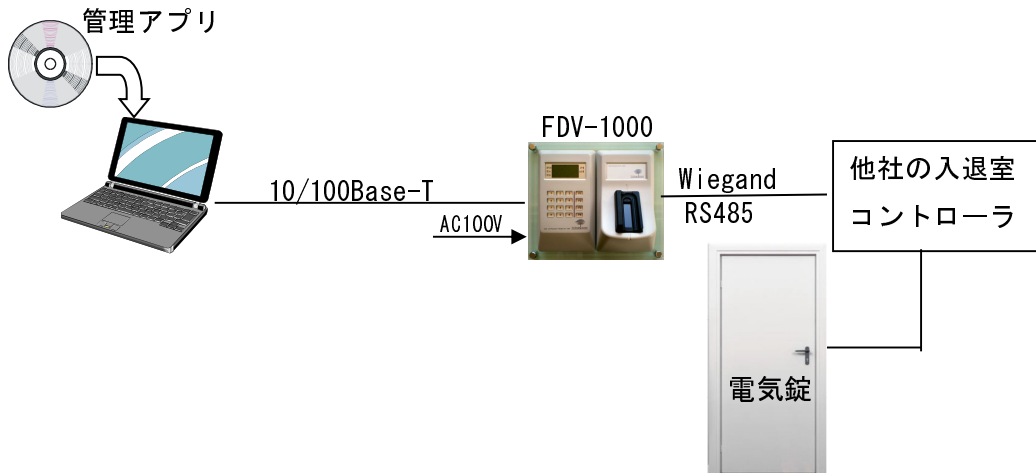 管理アプリ
FDV-1000
10/100Base-T
AC100V
Wiegand
RS485
他社の入退室
コントローラ
電気錠